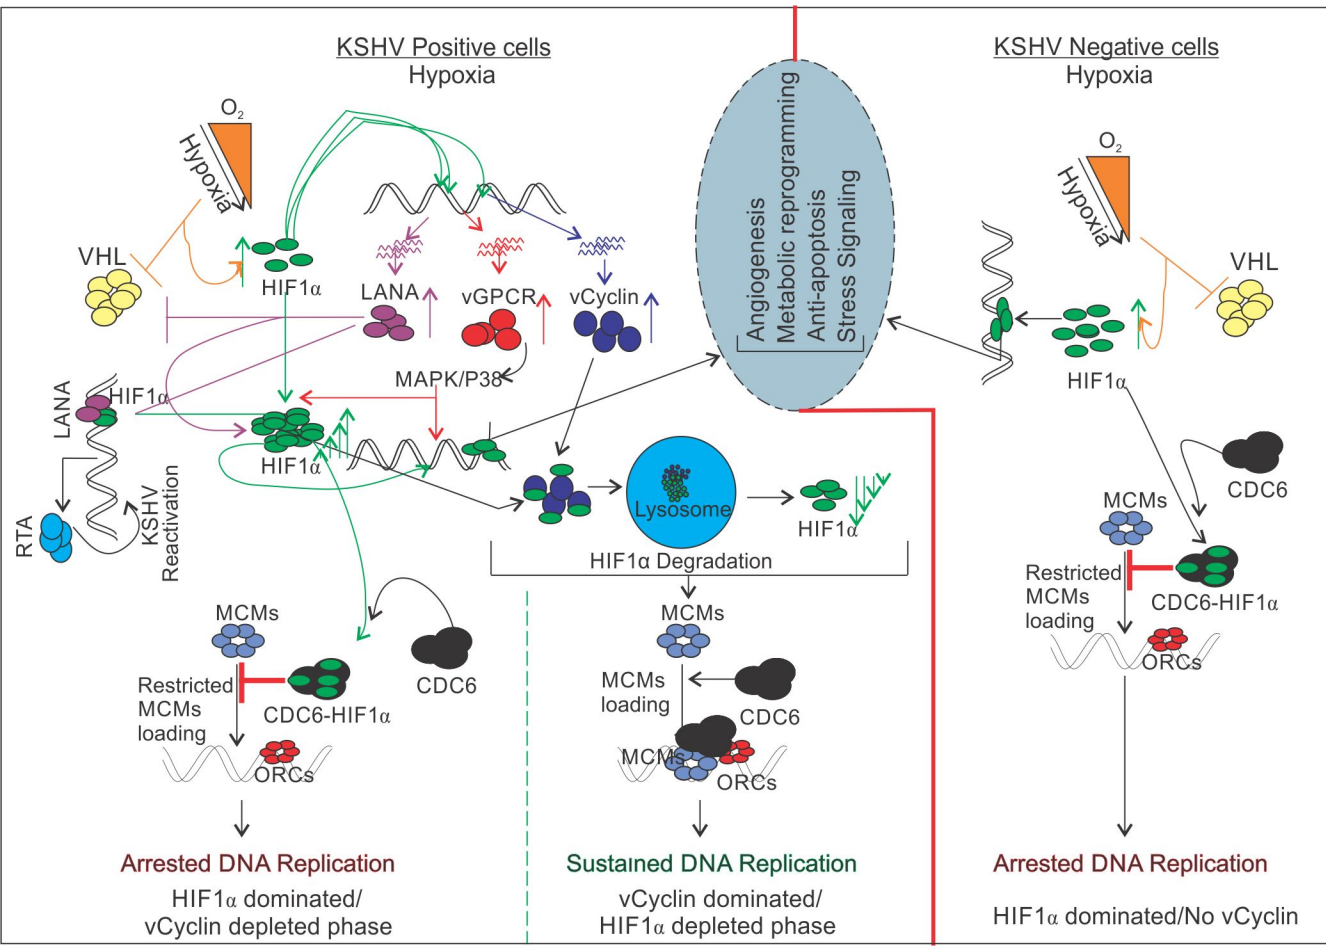 KSHV Positive cells
Hypoxia
KSHV Negative cells
Hypoxia
O2
Hypoxia
VHL
HIF1α
LANA
vGPCR
vCyclin
MAPK/P38
LANA
HIF1α
HIF1α
RTA
KSHV
Reactivation
Angiogenesis
Metabolic reprogramming
Anti-apoptosis
Stress Signaling
Lysosome
HIF1α
HIF1α Degradation
O2
Hypoxia
VHL
HIF1α
CDC6
MCMs
Restricted
MCMs
loading
CDC6-HIF1α
ORCs
MCMs
Restricted
MCMs
loading
CDC6-HIF1α
CDC6
ORCs
MCMs
MCMs
loading
CDC6
MCMs
ORCs
Arrested DNA Replication
HIF1α dominated/
vCyclin depleted phase
Sustained DNA Replication
vCyclin dominated/
HIF1α depleted phase
Arrested DNA Replication
HIF1α dominated/No vCyclin